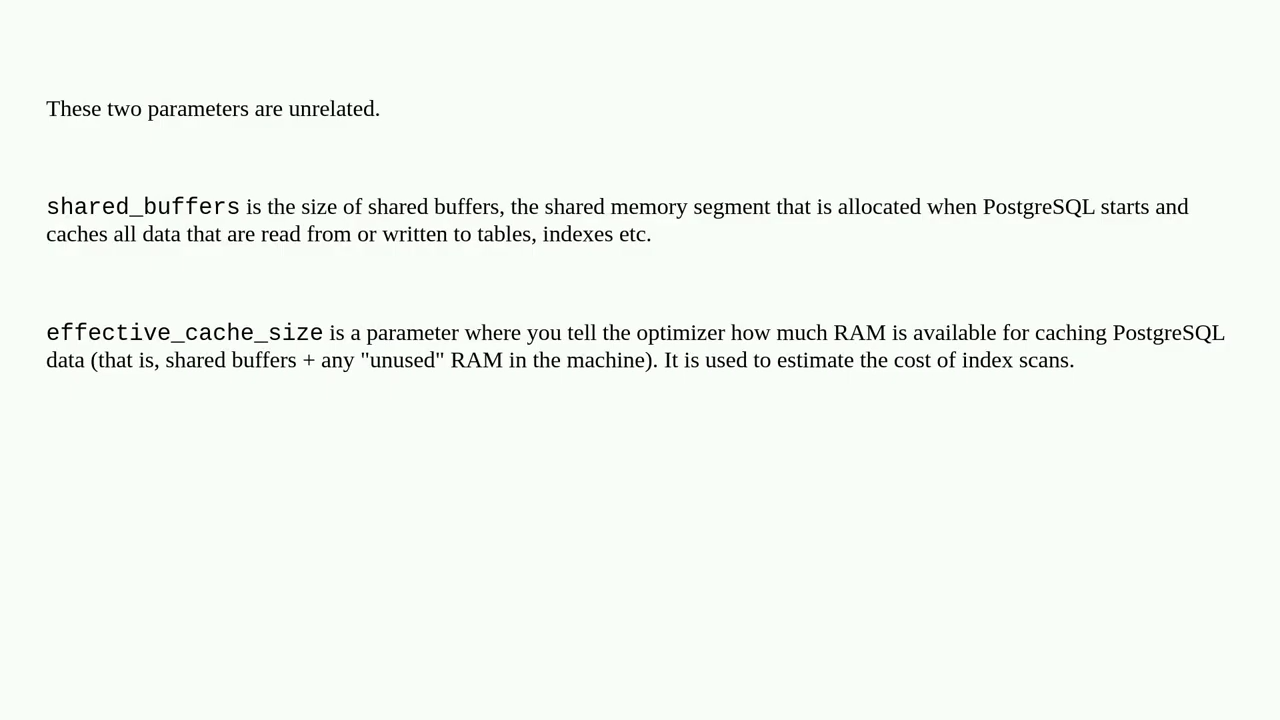 These two parameters are unrelated.
shared_buffers is the size of shared buffers, the shared memory segment that is allocated when PostgreSQL starts and
caches all data that are read from or written to tables, indexes etc.
effective_cache_size is a parameter where you tell the optimizer how much RAM is available for caching PostgreSQL
data (that is, shared buffers + any "unused" RAM in the machine). It is used to estimate the cost of index scans.